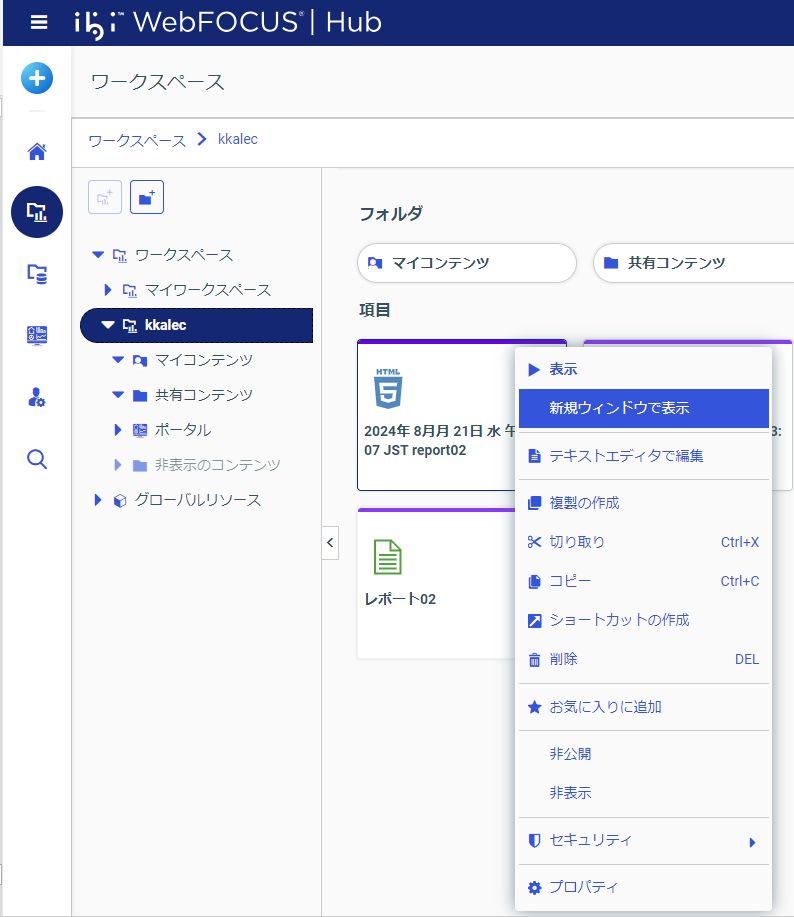 ibi™ WebFOCUS® | Hub
ワークスペース
ワークスペース > kkalec
ワークスペース
マイワークスペース
kkalec
マイコンテンツ
共有コンテンツ
ポータル
非表示のコンテンツ
グローバルリソース
フォルダ
マイコンテンツ
共有コンテンツ
項目
HTML
5
2024年 8月月 21日 水 午
3:
07 JST report02
レポート02
表示
新規ウィンドウで表示
テキストエディタで編集
複製の作成
切り取り Ctrl+X
コピー Ctrl+C
ショートカットの作成
削除 DEL
お気に入りに追加
非公開
非表示
セキュリティ
プロパティ